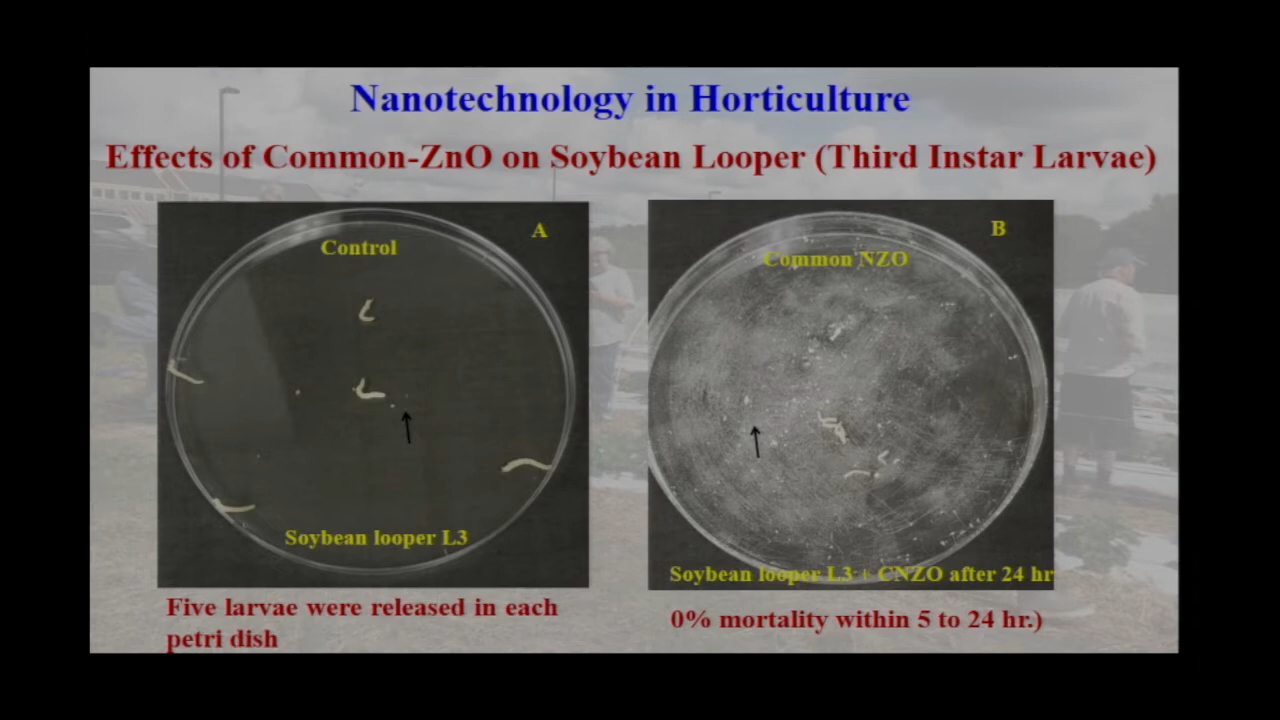 Nanotechnology in Horticulture
Effects of Common-ZnO on Soybean Looper (Third Instar Larvae)
A
Control
Soybean looper L3
B
Common NZO
Soybean looper L3 + CNZO after 24 hr
Five larvae were released in each
petri dish
0% mortality within 5 to 24 hr.)